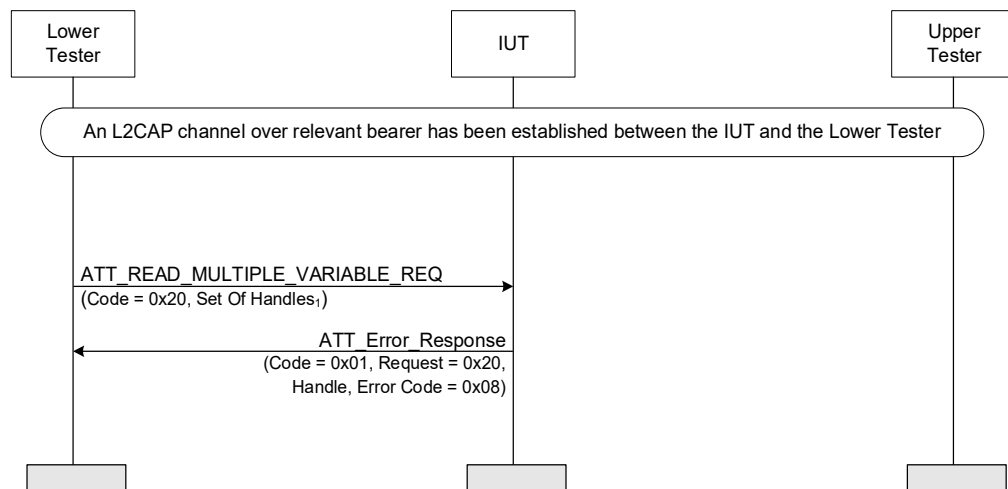 Lower
Tester
IUT
Upper
Tester
An L2CAP channel over relevant bearer has been established between the IUT and the Lower Tester
ATT_READ_MULTIPLE_VARIABLE_REQ
(Code = 0x20, Set Of Handles₁)
ATT_Error_Response
(Code = 0x01, Request = 0x20,
Handle, Error Code = 0x08)